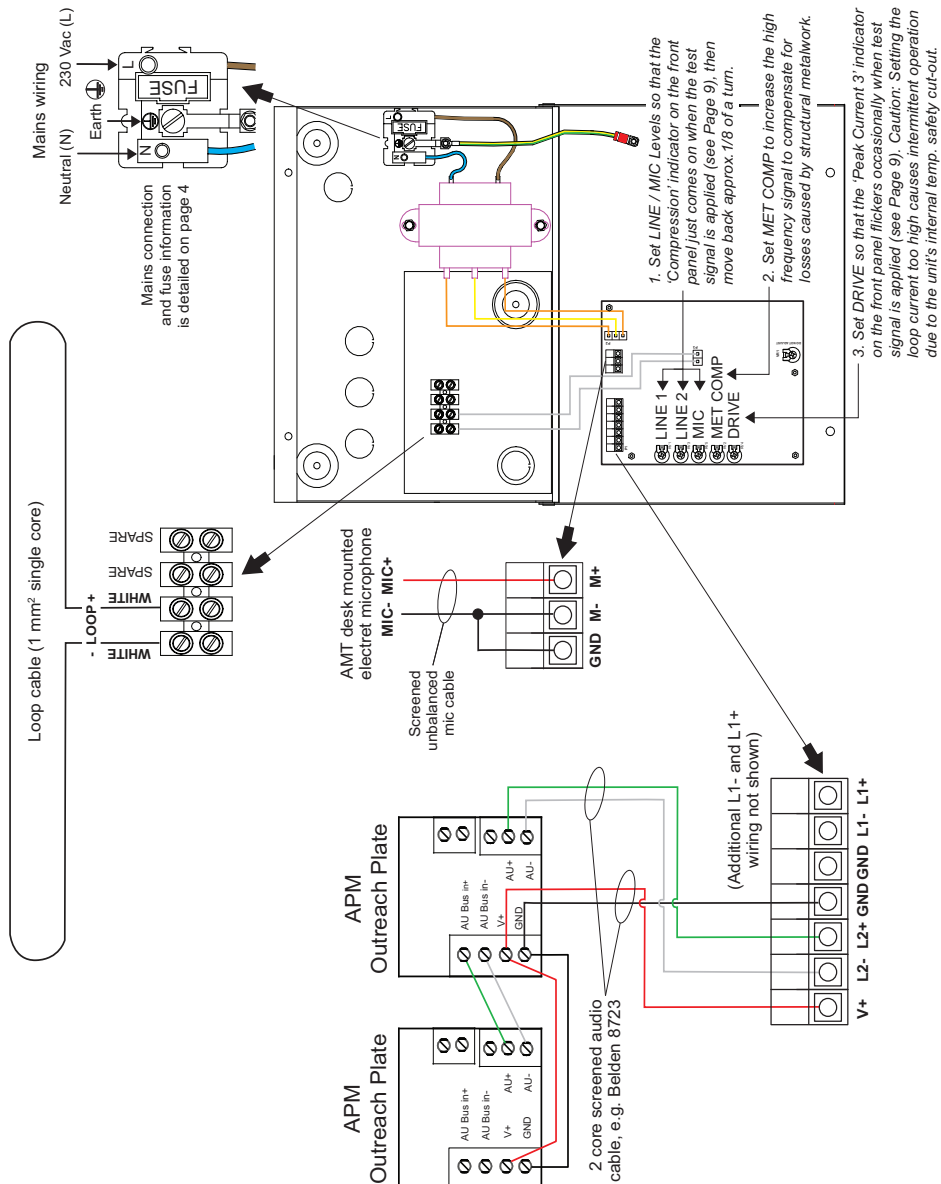 Loop cable (1 mm² single core)
- LOOP +
WHITE
WHITE
SPARE
SPARE
Mains wiring
Neutral (N)
Earth
230 Vac (L)
N
FUSE
L
Mains connection
and fuse information
is detailed on page 4
N
FUSE
L
APM
Outreach Plate
AU Bus in+
AU Bus in-
V+
GND
AU+
AU-
APM
Outreach Plate
AU Bus in+
AU Bus in-
V+
GND
AU+
AU-
2 core screened audio
cable, e.g. Belden 8723
(Additional L1- and L1+
wiring not shown)
V+ L2- L2+ GND GND L1- L1+
AMT desk mounted
electret microphone
MIC- MIC+
Screened
unbalanced
mic cable
GND M- M+
LINE 1
LINE 2
MIC
MET COMP
DRIVE
1. Set LINE / MIC Levels so that the
'Compression' indicator on the front
panel just comes on when the test
signal is applied (see Page 9), then
move back approx.1/8 of a turn.
2. Set MET COMP to increase the high
frequency signal to compensate for
losses caused by structural metalwork.
3. Set DRIVE so that the 'Peak Current 3' indicator
on the front panel flickers occasionally when test
signal is applied (see Page 9). Caution: Setting the
loop current too high causes intermittent operation
due to the unit's internal temp. safety cut-out.